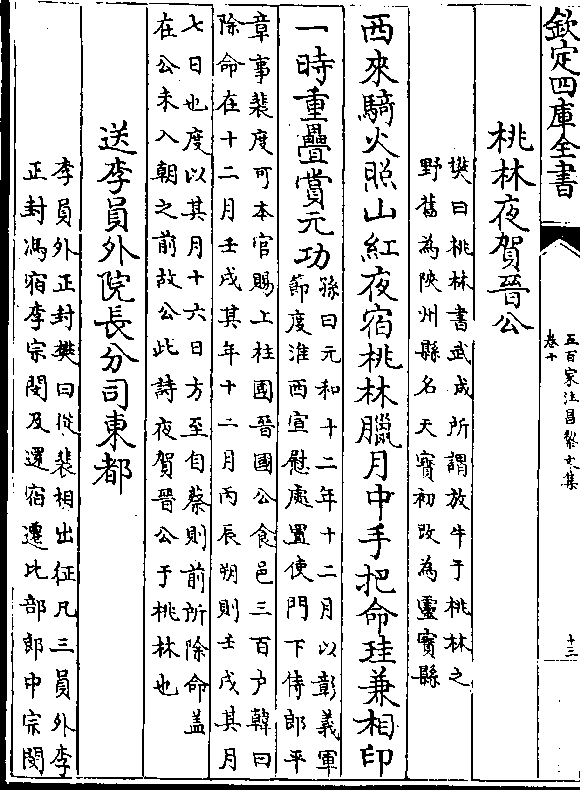 欽定四庫全書
五百家注昌黎文集
卷十
十三
桃林夜賀晉公
樊曰桃林書武成所謂放牛于桃林之
野舊為陜州縣名天寶初改為靈寶縣
西來騎火照山紅夜宿桃林臘月中手把命珪兼相印
一時重疊賞元功
孫曰元和十二年十二月以彰義軍
節度淮西宣慰處置使門下侍郎平
章事裴度可本官賜上柱國晉國公食邑三百户韓曰
除命在十二月壬戌其年十二月丙辰朔則壬戌其月
七日也度以其月十六日方至自蔡則前所除命盖
在公未入朝之前故公此詩夜賀晉公于桃林也
送李員外院長分司東都
李員外正封樊曰從裴相出征凡三員外李
正封馮宿李宗閔及還宿遷比部郎中宗閔